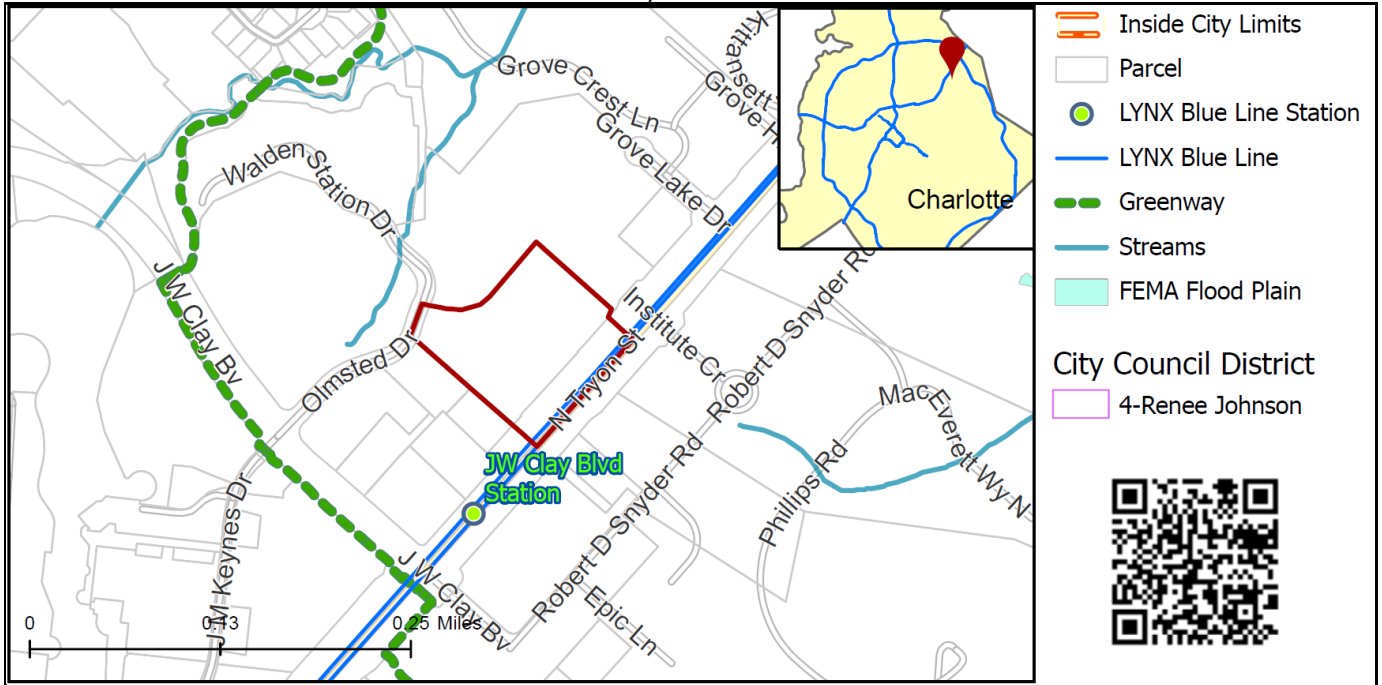 Kittansett
Grove Crest Ln
Grove H
Grove Lake Dr
Walden Station Dr
Charlotte
J W Clay Bv
Institute Cr
Robert D Snyder Rd
Olmsted Dr
N Tryon St
Mac Everett Wy N
JW Clay Blvd
Station
Phillips Rd
Robert D Snyder Rd
J M Keynes Dr
J W Clay Bv
Epic Ln
0
0.13
0.25 Miles
Inside City Limits
Parcel
LYNX Blue Line Station
LYNX Blue Line
Greenway
Streams
FEMA Flood Plain
City Council District
4-Renee Johnson